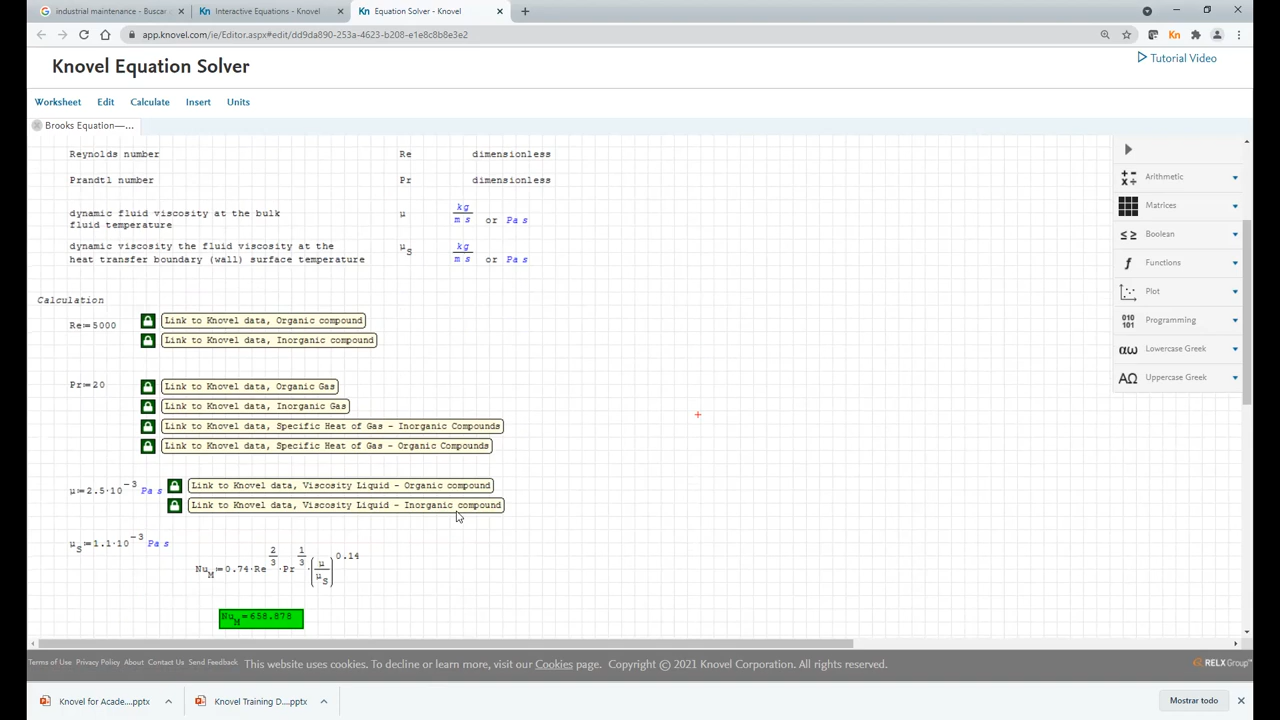 industrial maintenance - Buscar
Interactive Equations - Knovel
Equation Solver - Knovel
app.knovel.com/ie/Editor.aspx#edit/dd9da890-253a-4623-b208-e1e8c8b8e3e2
Knovel Equation Solver
Tutorial Video
Worksheet Edit Calculate Insert Units
Brooks Equation—...
Reynolds number Re dimensionless
Prandtl number Pr dimensionless
dynamic fluid viscosity at the bulk
fluid temperature
μ kg/m s or Pa s
dynamic viscosity the fluid viscosity at the
heat transfer boundary (wall) surface temperature
μS kg/m s or Pa s
Calculation
Re≔5000
Link to Knovel data, Organic compound
Link to Knovel data, Inorganic compound
Pr≔20
Link to Knovel data, Organic Gas
Link to Knovel data, Inorganic Gas
Link to Knovel data, Specific Heat of Gas - Inorganic Compounds
Link to Knovel data, Specific Heat of Gas - Organic Compounds
μ≔2.5·10^-3 Pa s
Link to Knovel data, Viscosity Liquid - Organic compound
Link to Knovel data, Viscosity Liquid - Inorganic compound
μS≔1.1·10^-3 Pa s
NuM≔0.74·Re^2/3·Pr^1/3·(μ/μS)^0.14
NuM=658.878
Arithmetic
Matrices
Boolean
Functions
Plot
Programming
αω Lowercase Greek
ΑΩ Uppercase Greek
Terms of Use Privacy Policy About Contact Us Send Feedback This website uses cookies. To decline or learn more, visit our Cookies page. Copyright © 2021 Knovel Corporation. All rights reserved. RELX Group™
Knovel for Acade....pptx
Knovel Training D....pptx
Mostrar todo